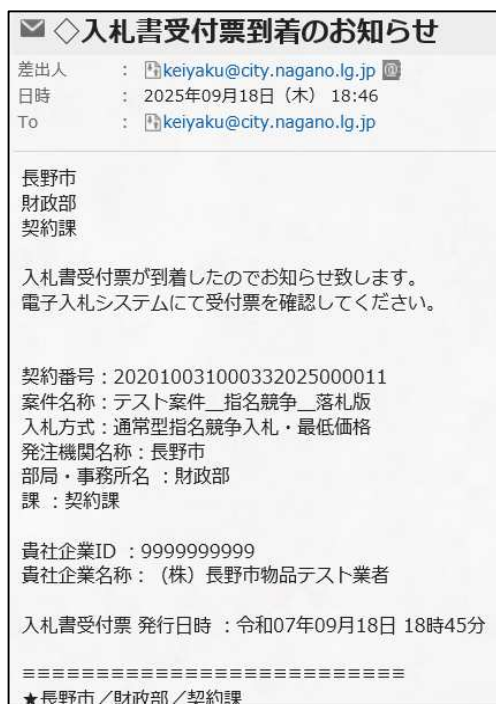 ◇入札書受付票到着のお知らせ
差出人 : keiyaku@city.nagano.lg.jp
日時 : 2025年09月18日（木） 18:46
To : keiyaku@city.nagano.lg.jp
長野市
財政部
契約課
入札書受付票が到着したのでお知らせ致します。
電子入札システムにて受付票を確認してください。
契約番号：202010031000332025000011
案件名称：テスト案件__指名競争__落札版
入札方式：通常型指名競争入札・最低価格
発注機関名称：長野市
部局・事務所名 ：財政部
課 ：契約課
貴社企業ID ：9999999999
貴社企業名称：（株）長野市物品テスト業者
入札書受付票 発行日時 ：令和07年09月18日 18時45分
==========================
★長野市／財政部／契約課